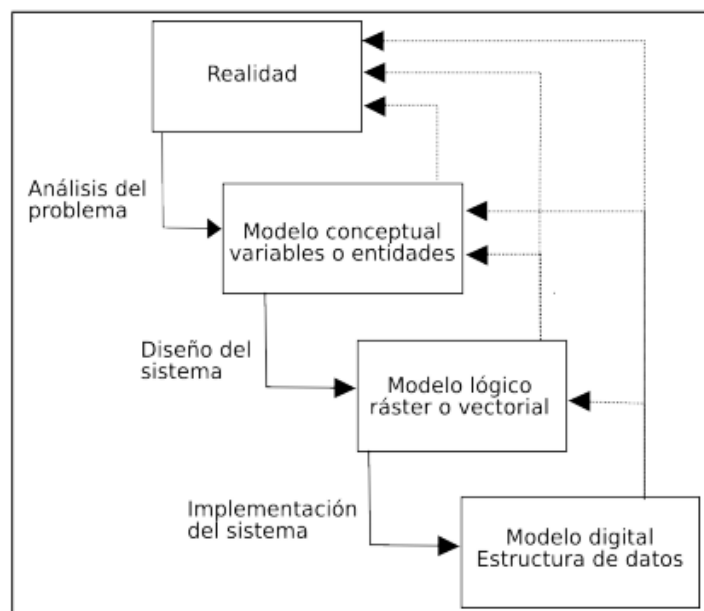 Realidad
Análisis del
problema
Modelo conceptual
variables o entidades
Diseño del
sistema
Modelo lógico
ráster o vectorial
Implementación
del sistema
Modelo digital
Estructura de datos